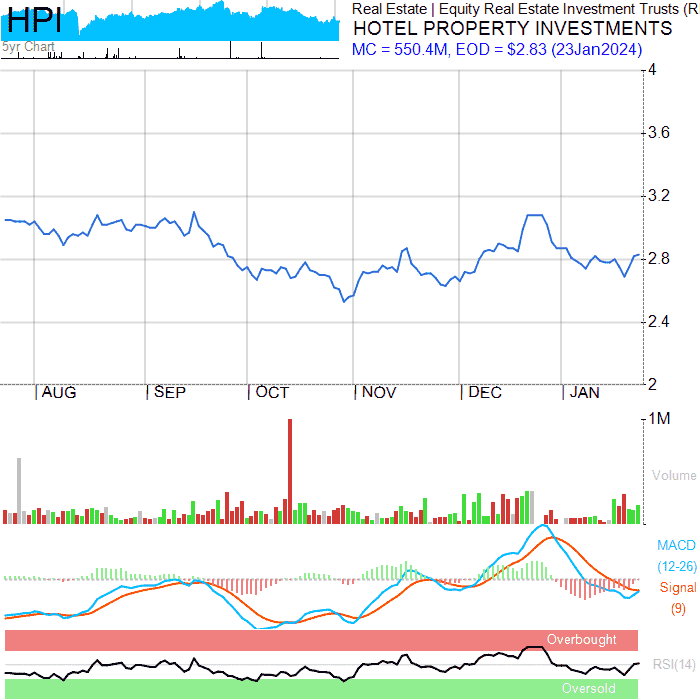 HPI
5yr Chart
Real Estate | Equity Real Estate Investment Trusts (R
HOTEL PROPERTY INVESTMENTS
MC = 550.4M, EOD = $2.83 (23Jan2024)
4
3.6
3.2
2.8
2.4
2
AUG SEP OCT NOV DEC JAN
1M
Volume
MACD
(12-26)
Signal
(9)
Overbought
RSI(14)
Oversold